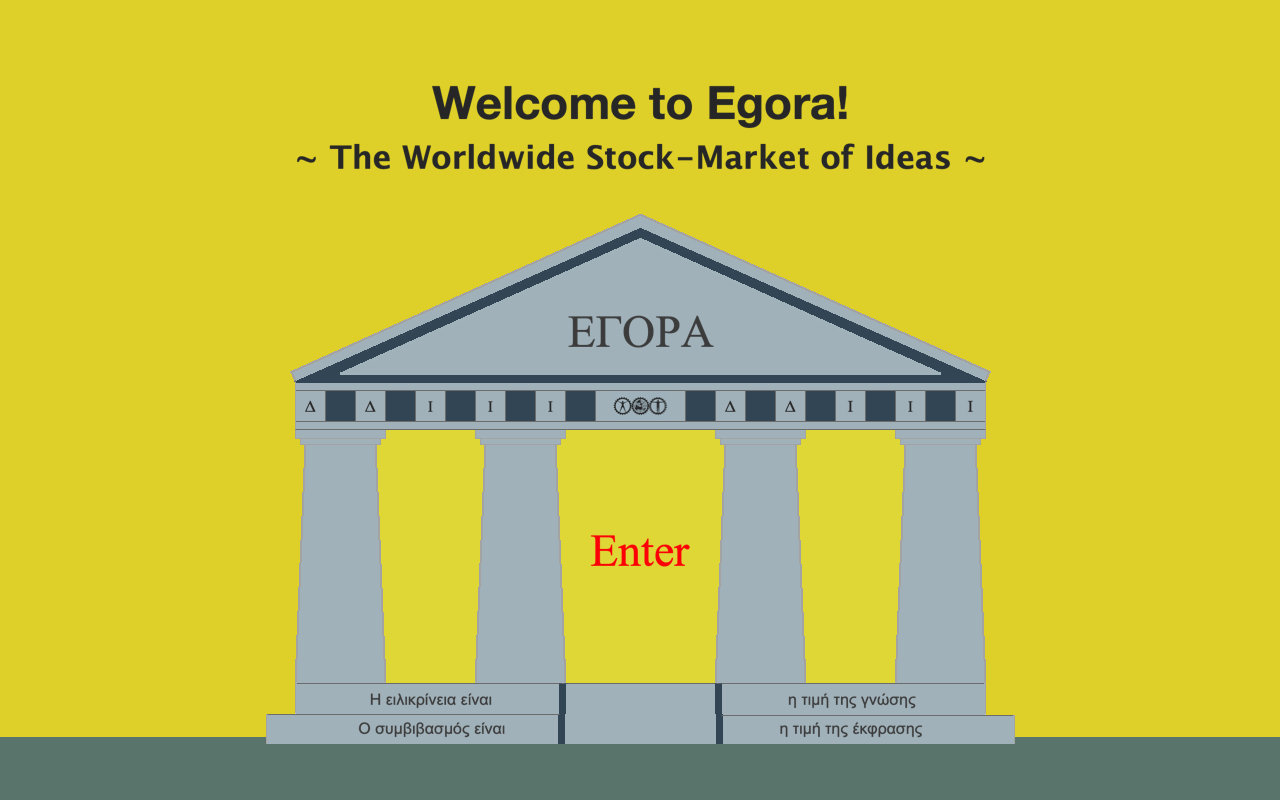 Welcome to Egora!
~ The Worldwide Stock-Market of Ideas ~
ΕΓΟΡΑ
Δ Δ Ι Ι Ι Δ Δ Ι Ι Ι
Enter
Η ειλικρίνεια είναι η τιμή της γνώσης
Ο συμβιβασμός είναι η τιμή της έκφρασης